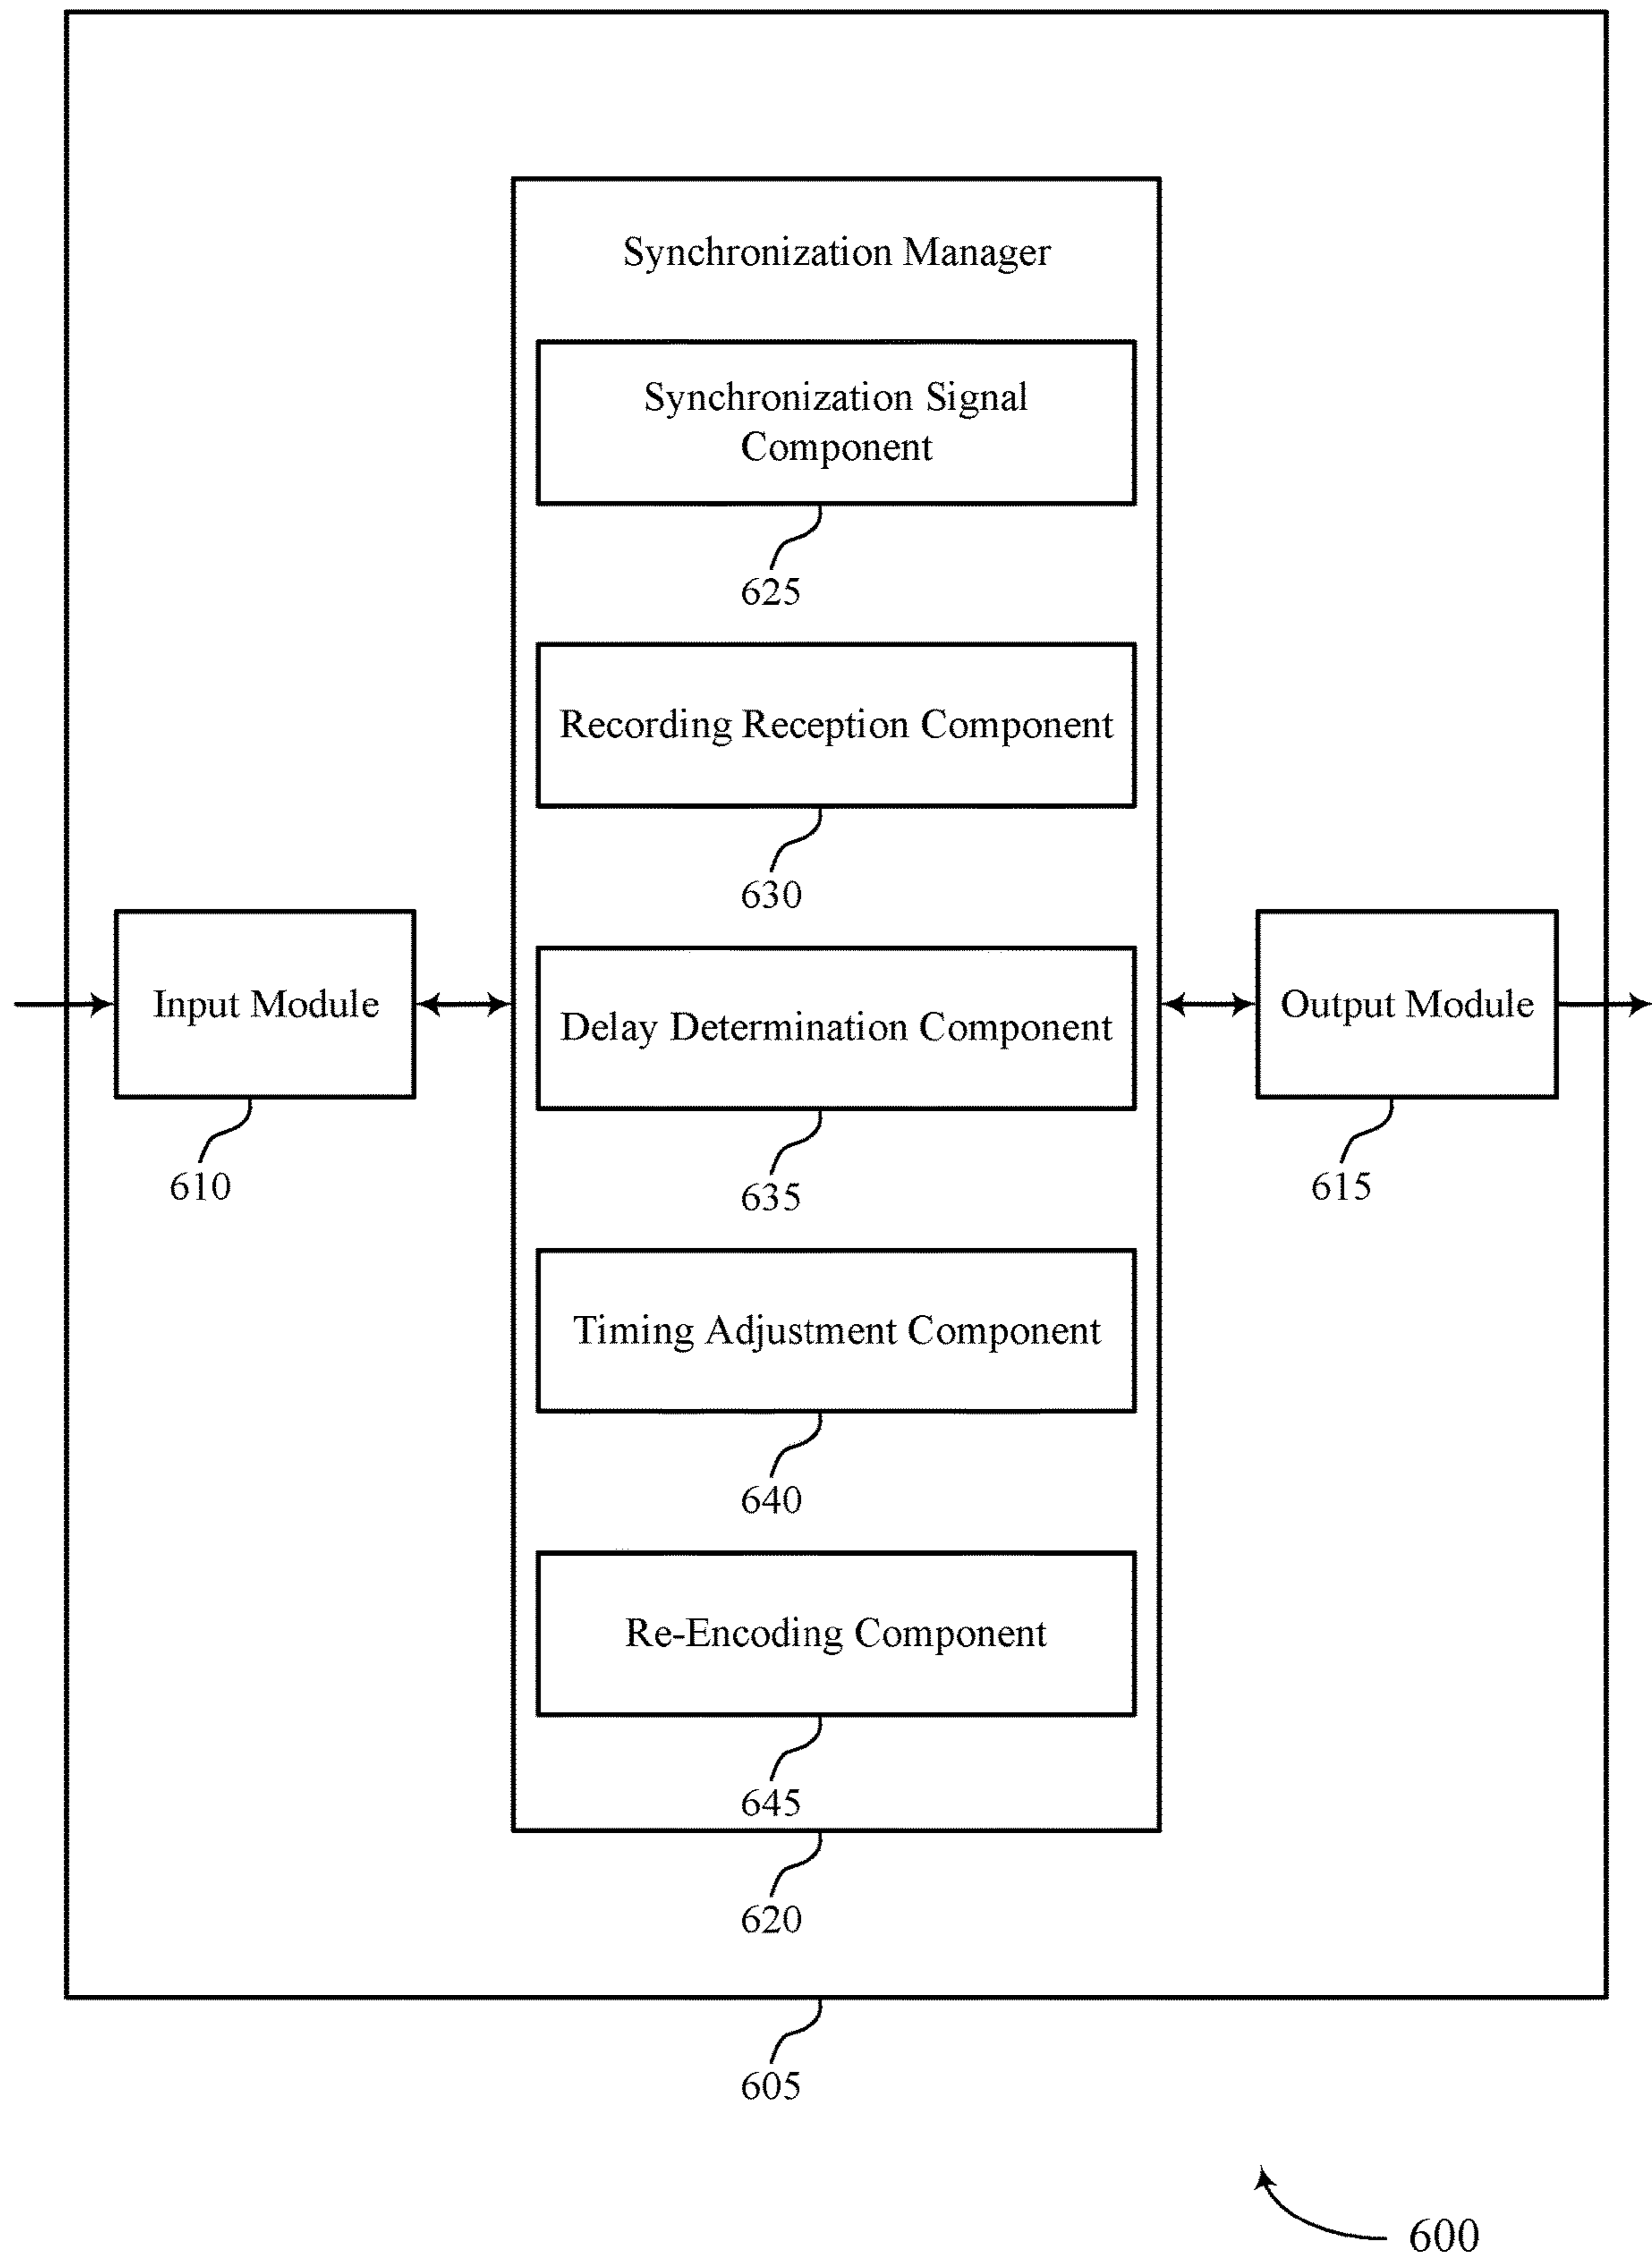 Synchronization Manager
Synchronization Signal
Component
625
Recording Reception Component
630
Input Module
610
Delay Determination Component
635
Output Module
615
Timing Adjustment Component
640
Re-Encoding Component
645
620
605
600